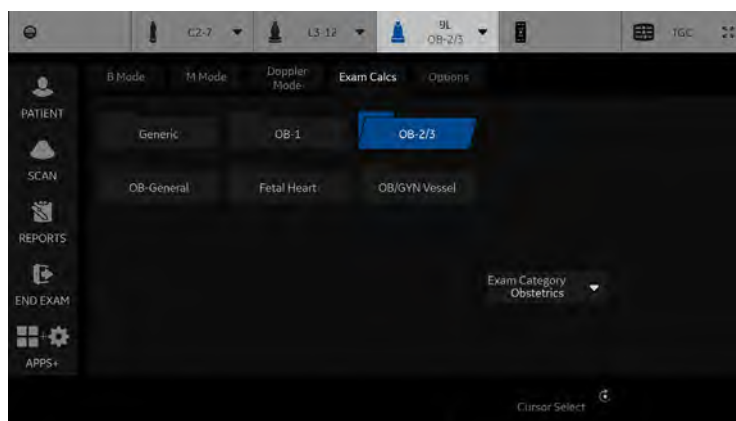 C2-7
L3-12
9L
OB-2/3
TGC
B Mode
M Mode
Doppler
Mode
Exam Calcs
Options
PATIENT
Generic
OB-1
OB-2/3
SCAN
OB-General
Fetal Heart
OB/GYN Vessel
REPORTS
END EXAM
Exam Category
Obstetrics
APPS+
Cursor Select